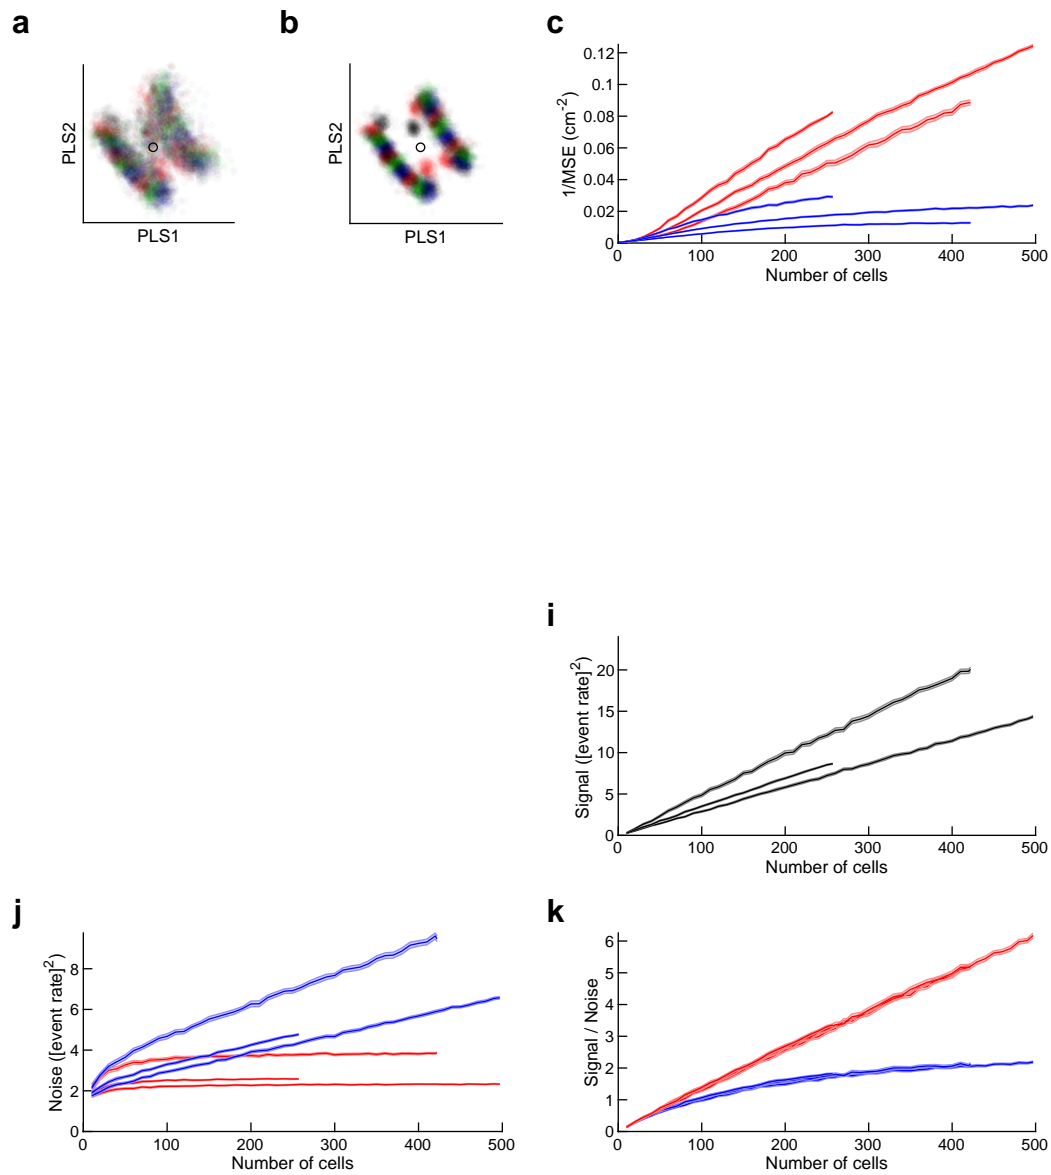 a
b
c
PLS2
PLS1
PLS2
PLS1
1/MSE (cm⁻²)
0.12
0.1
0.08
0.06
0.04
0.02
0
0 100 200 300 400 500
Number of cells
i
Signal ([event rate]²)
20
15
10
5
0
0 100 200 300 400 500
Number of cells
j
Noise ([event rate]²)
8
6
4
2
0
0 100 200 300 400 500
Number of cells
k
Signal / Noise
6
5
4
3
2
1
0
0 100 200 300 400 500
Number of cells